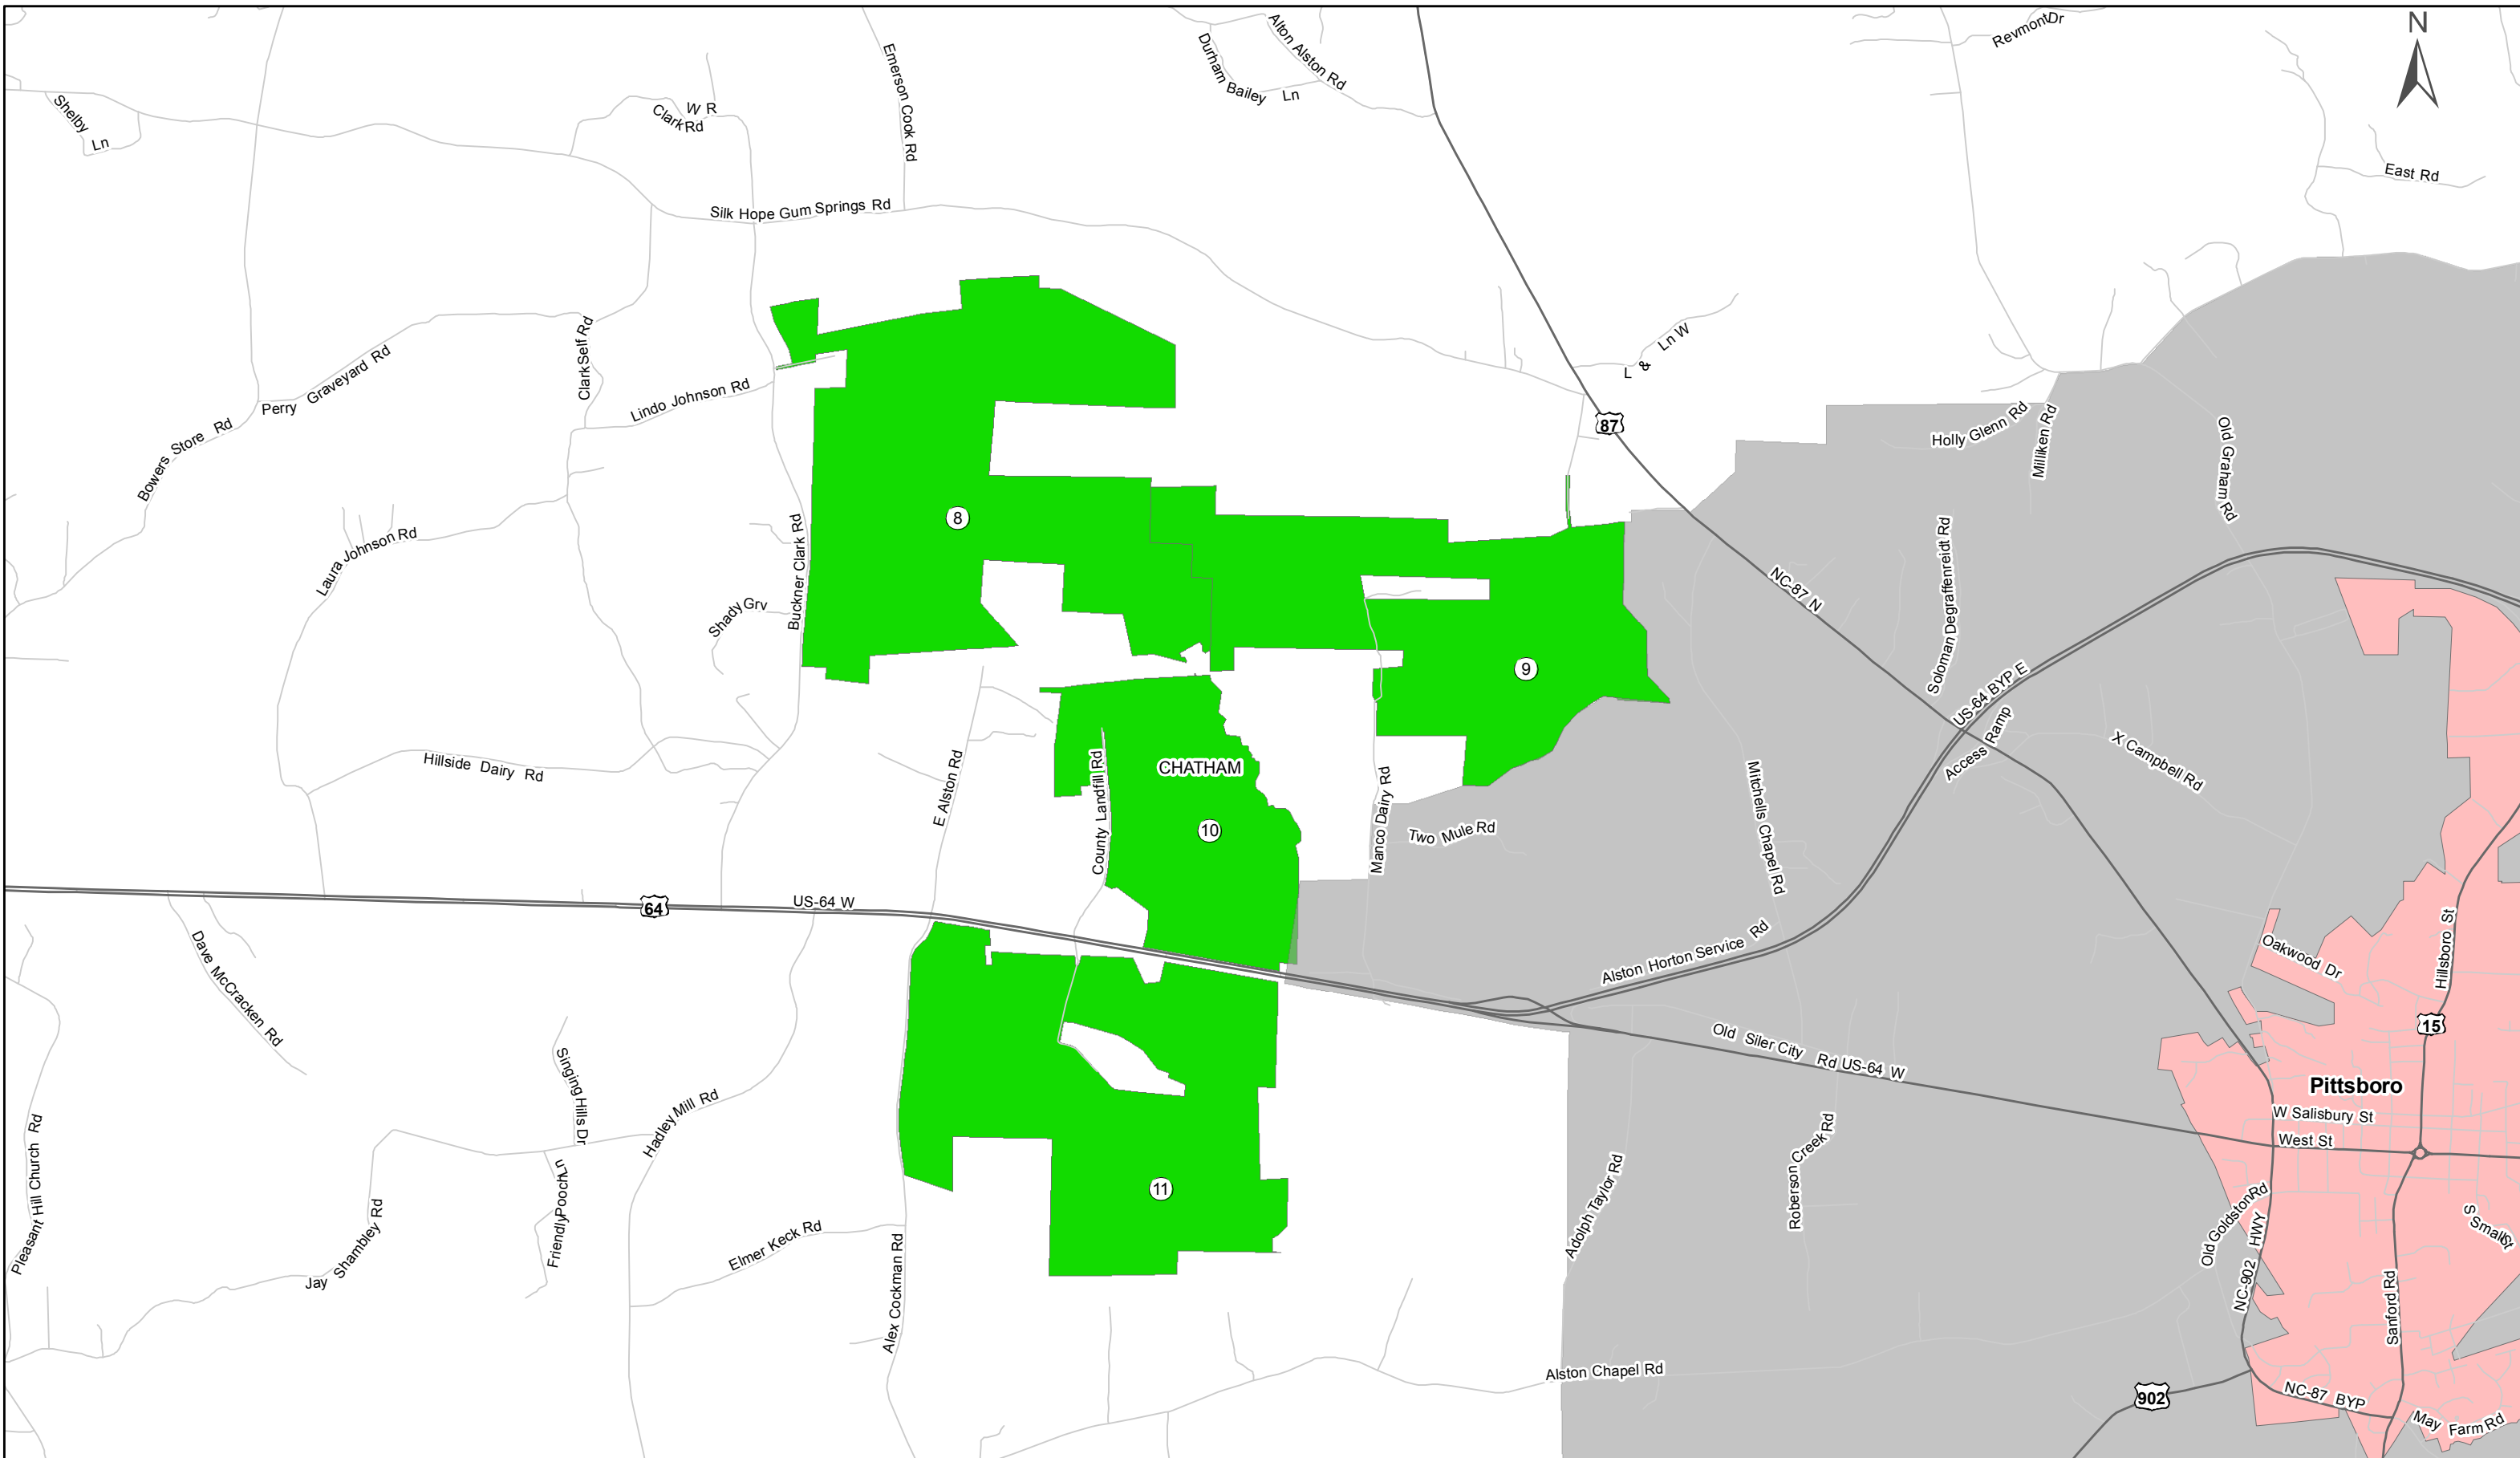 N
Revmont Dr
Alton Alston Rd
Durham
Bailey Ln
Emerson Cook Rd
Shelby
Ln
W R
Clark Rd
East Rd
Silk Hope Gum Springs Rd
L & Ln W
Clark Self Rd
Perry Graveyard Rd
Lindo Johnson Rd
Bowers Store Rd
87
Holly Glenn Rd
Milliken Rd
Old Graham Rd
8
Laura Johnson Rd
Buckner Clark Rd
Shady Grv
NC-87 N
Soloman Degraffenreidt Rd
9
US-64 BYP E
Access Ramp
X Campbell Rd
Hillside Dairy Rd
E Alston Rd
County Landfill Rd
CHATHAM
10
Manco Dairy Rd
Two Mule Rd
Mitchells Chapel Rd
64
US-64 W
Dave McCracken Rd
Alston Horton Service Rd
Oakwood Dr
Hillsboro St
15
Old Siler City Rd US-64 W
Pittsboro
W Salisbury St
West St
Singing Hills Dr
Hadley Mill Rd
Pleasant Hill Church Rd
Jay Shambley Rd
Friendly Pooch Ln
Elmer Keck Rd
Alex Cockman Rd
11
Adolph Taylor Rd
Roberson Creek Rd
Old Goldston Rd
NC-902 HWY
S Small St
Sanford Rd
Alston Chapel Rd
902
NC-87 BYP
May Farm Rd